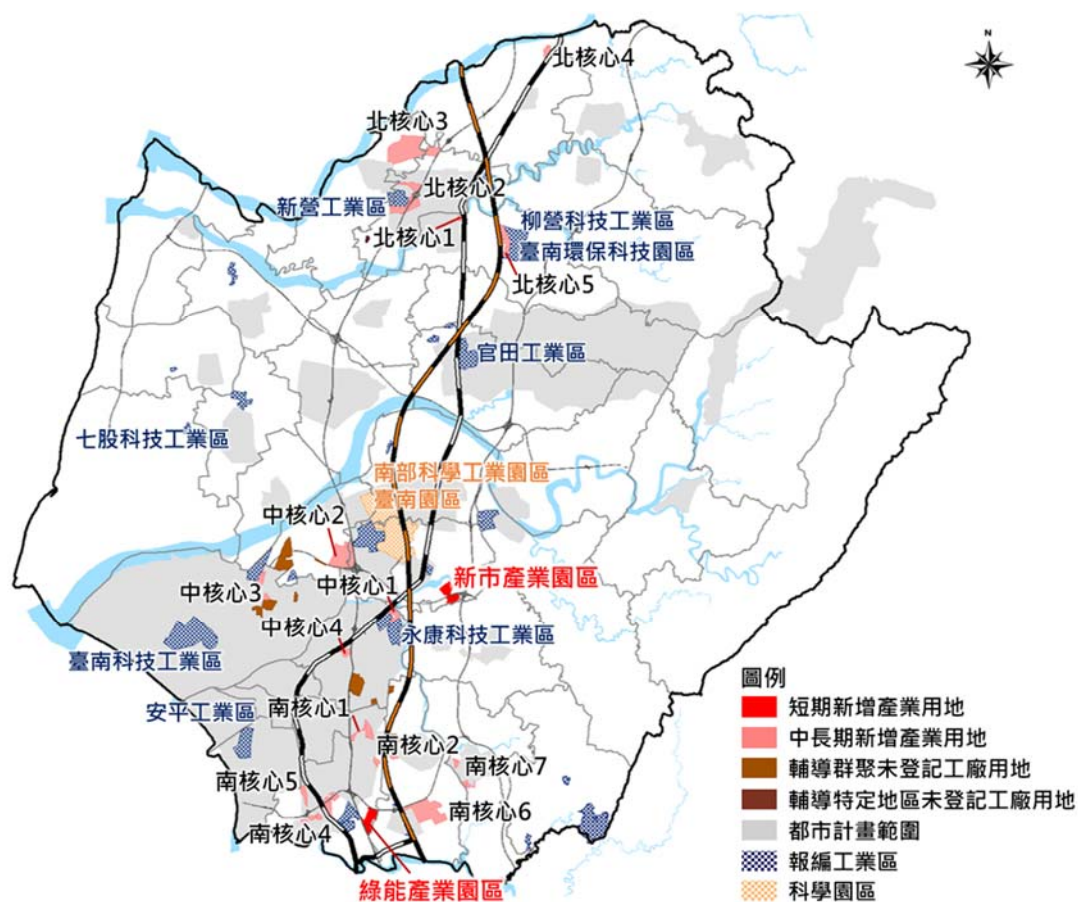 N
北核心4
北核心3
北核心2
新營工業區
柳營科技工業區
北核心1
臺南環保科技園區
北核心5
官田工業區
七股科技工業區
南部科學工業園區
臺南園區
中核心2
新市產業園區
中核心1
中核心3
中核心4
永康科技工業區
臺南科技工業區
安平工業區
南核心1
南核心2
南核心7
南核心5
南核心6
南核心4
綠能產業園區
圖例
短期新增產業用地
中長期新增產業用地
輔導群聚未登記工廠用地
輔導特定地區未登記工廠用地
都市計畫範圍
報編工業區
科學園區